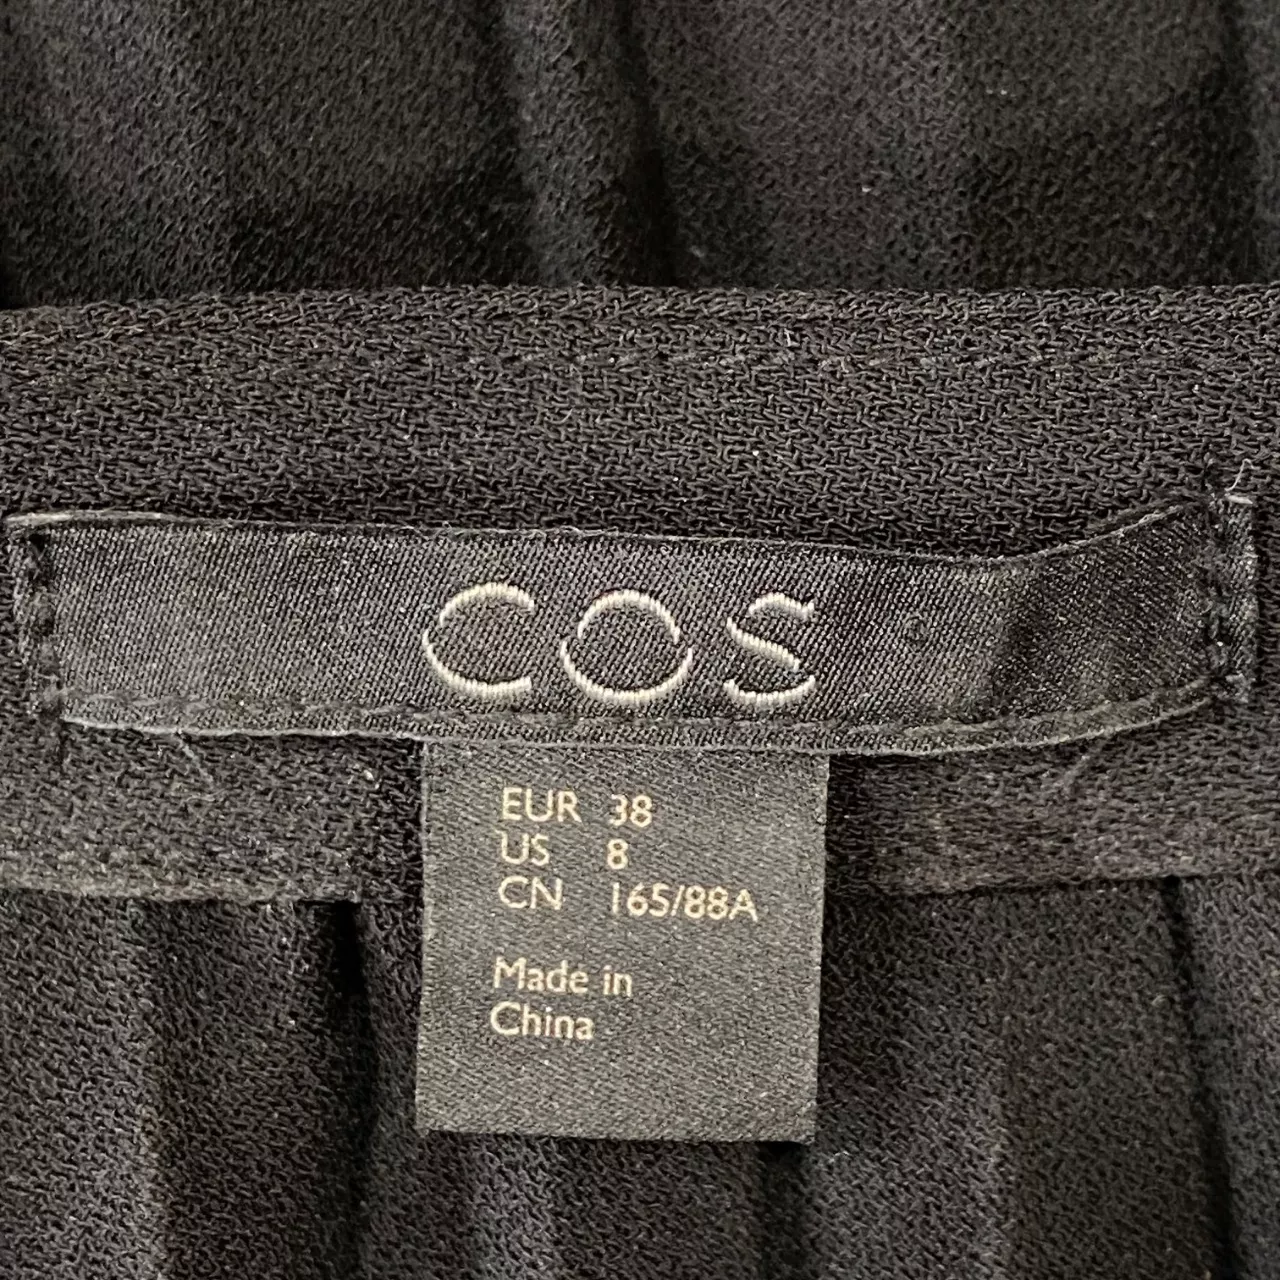 COS
EUR 38
US 8
CN 165/88A
Made in
China